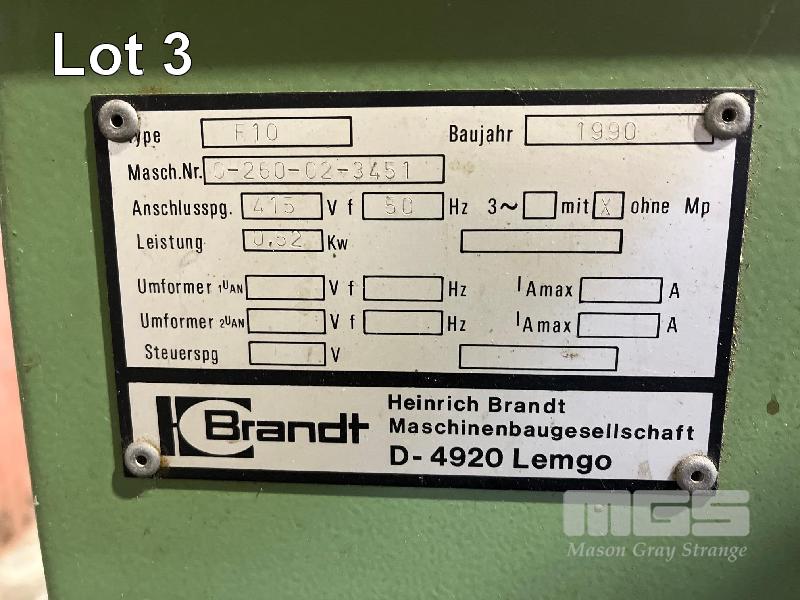 Lot 3
Type F10 Baujahr 1990
Masch.Nr. 0-260-02-3451
Anschlusspg. 415 V f 50 Hz 3~ mit X ohne Mp
Leistung 0,52 Kw
Umformer 1UAN V f Hz IAmax A
Umformer 2UAN V f Hz IAmax A
Steuerspg V
Brandt Heinrich Brandt
Maschinenbaugesellschaft
D-4920 Lemgo
MGS
Mason Gray Strange